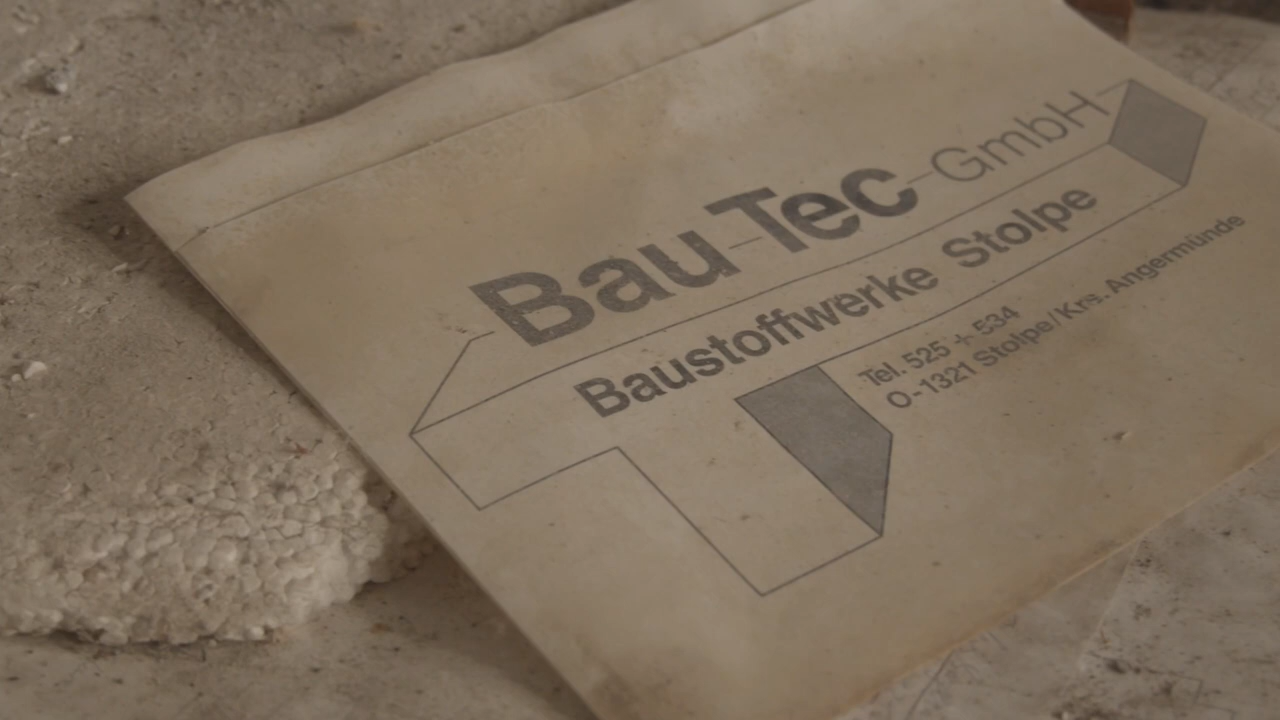 Bau-Tec-GmbH
Baustoffwerke Stolpe
Tel. 525 + 534
O-1321 Stolpe/Krs. Angermünde